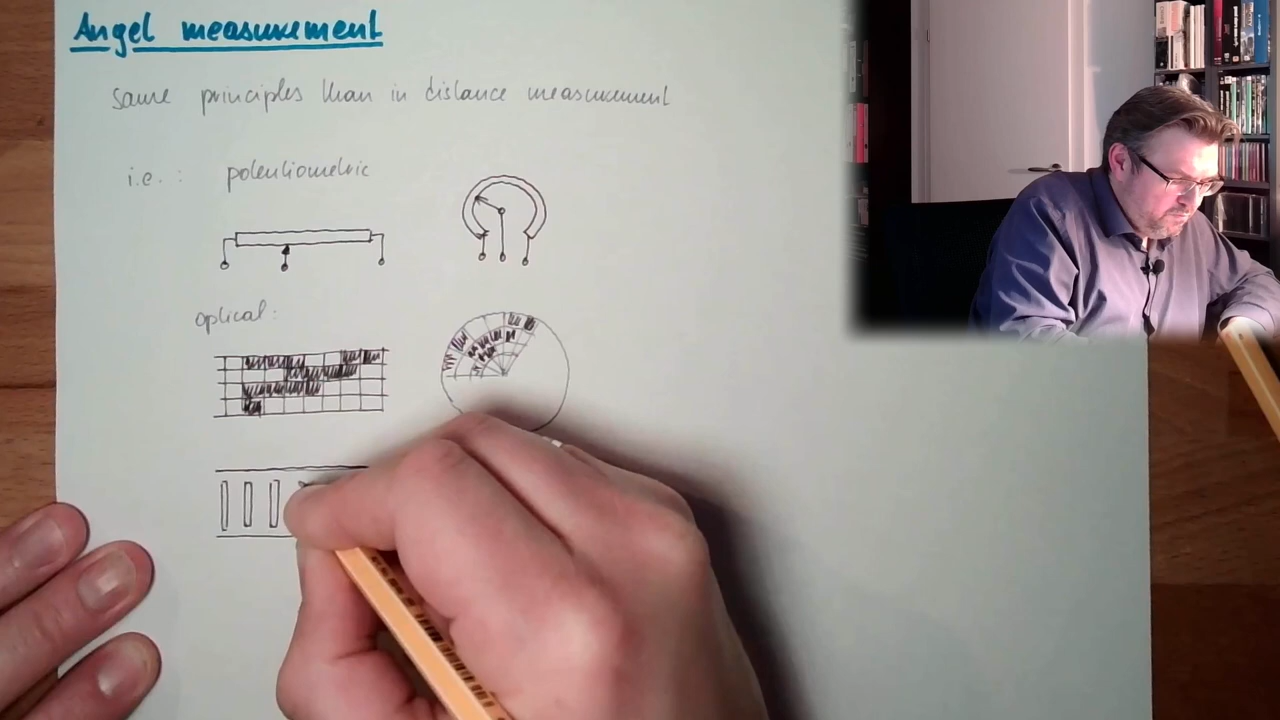 Angel measurement
same principles than in distance measurement
i.e. : potentiometric
optical: